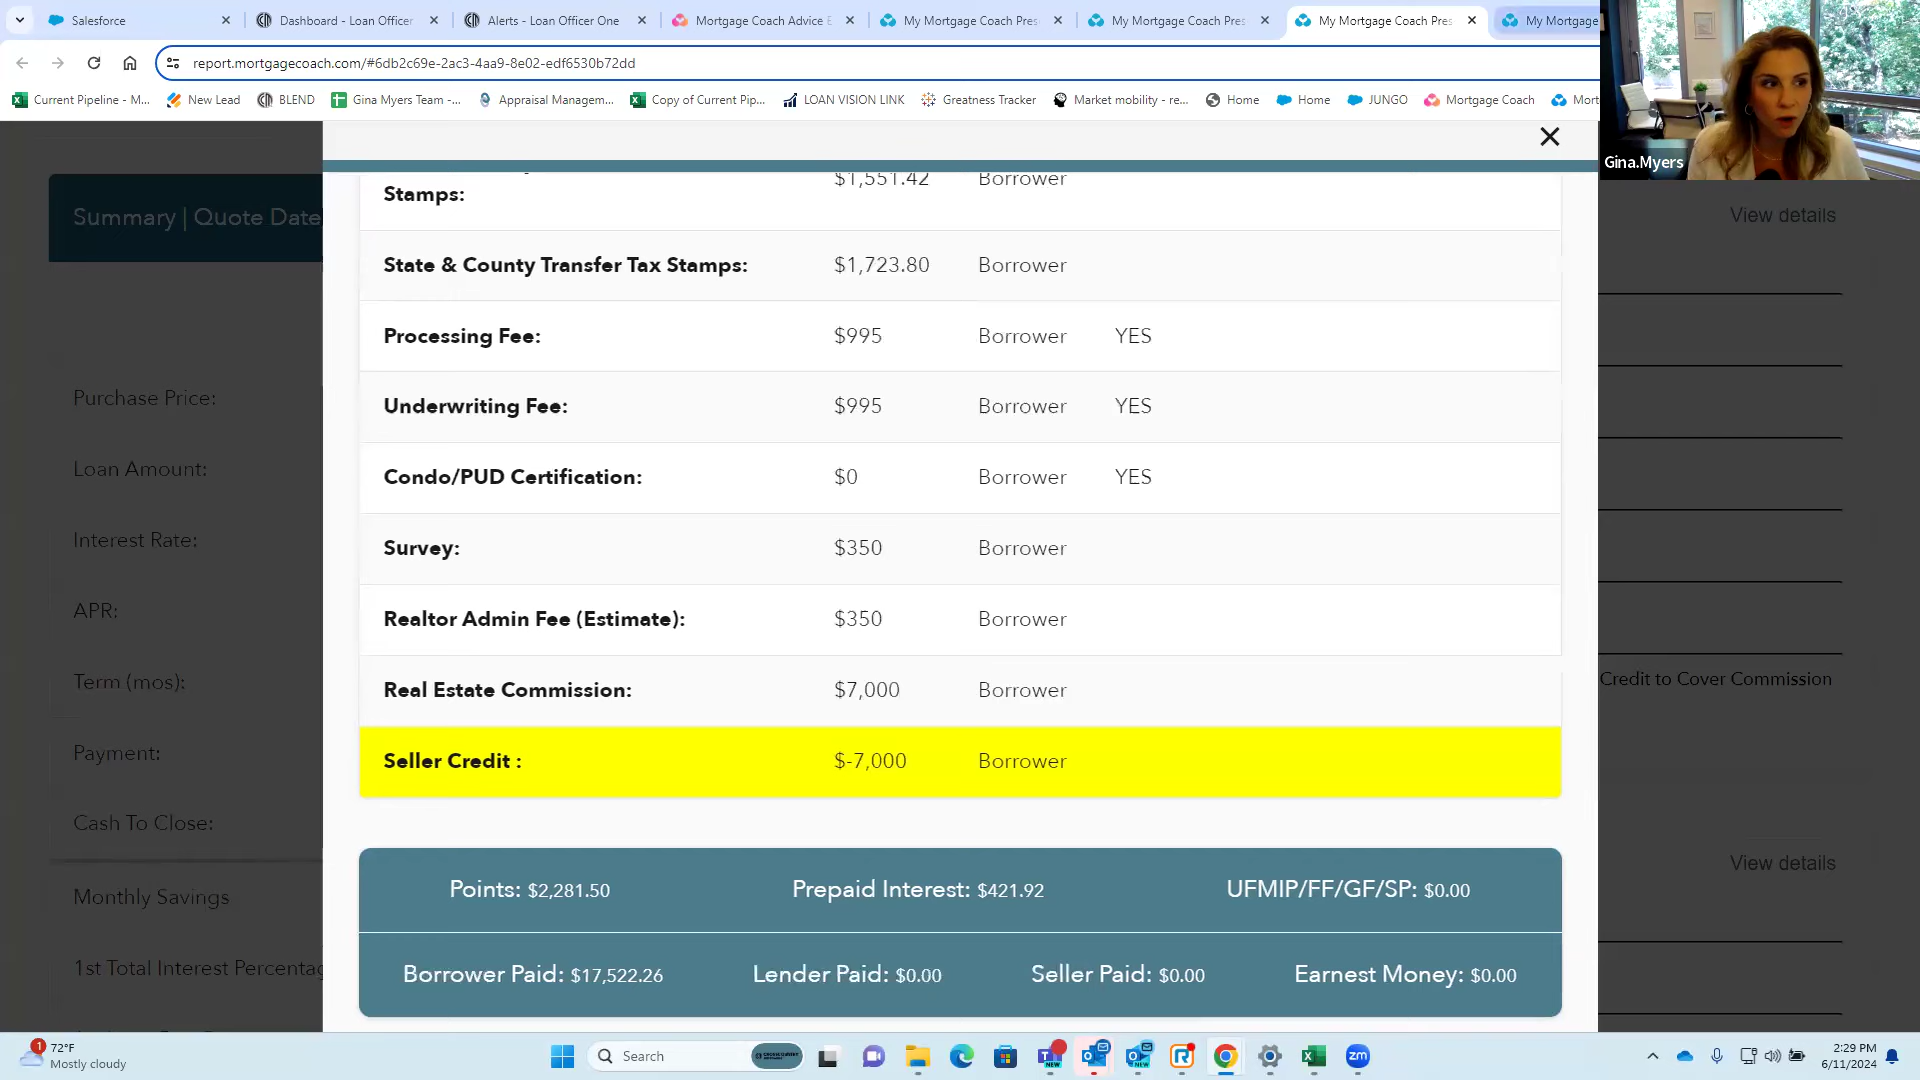 Salesforce
Dashboard - Loan Officer
Alerts - Loan Officer One
Mortgage Coach Advice E
My Mortgage Coach Pres
My Mortgage Coach Pres
My Mortgage Coach Pres
My Mortgage
report.mortgagecoach.com/#6db2c69e-2ac3-4aa9-8e02-edf6530b72dd
Current Pipeline - M...
New Lead
BLEND
Gina Myers Team -...
Appraisal Managem...
Copy of Current Pip...
LOAN VISION LINK
Greatness Tracker
Market mobility - re...
Home
Home
JUNGO
Mortgage Coach
Mort
Gina.Myers
Summary | Quote Date
View details
Purchase Price:
Loan Amount:
Interest Rate:
APR:
Term (mos):
Payment:
Cash To Close:
Monthly Savings
1st Total Interest Percentag
Stamps: $1,551.42 Borrower
State & County Transfer Tax Stamps: $1,723.80 Borrower
Processing Fee: $995 Borrower YES
Underwriting Fee: $995 Borrower YES
Condo/PUD Certification: $0 Borrower YES
Survey: $350 Borrower
Realtor Admin Fee (Estimate): $350 Borrower
Real Estate Commission: $7,000 Borrower
Seller Credit : $-7,000 Borrower
Credit to Cover Commission
View details
Points: $2,281.50 Prepaid Interest: $421.92 UFMIP/FF/GF/SP: $0.00
Borrower Paid: $17,522.26 Lender Paid: $0.00 Seller Paid: $0.00 Earnest Money: $0.00
1
72°F
Mostly cloudy
Search
NEW
NEW
zm
2:29 PM
6/11/2024